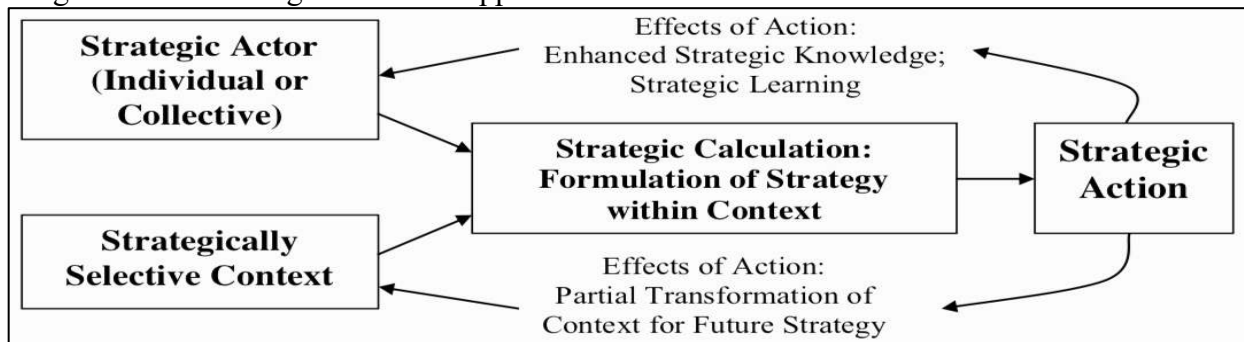 Strategic Actor
(Individual or
Collective)
Effects of Action:
Enhanced Strategic Knowledge;
Strategic Learning
Strategic Calculation:
Formulation of Strategy
within Context
Strategic
Action
Strategically
Selective Context
Effects of Action:
Partial Transformation of
Context for Future Strategy